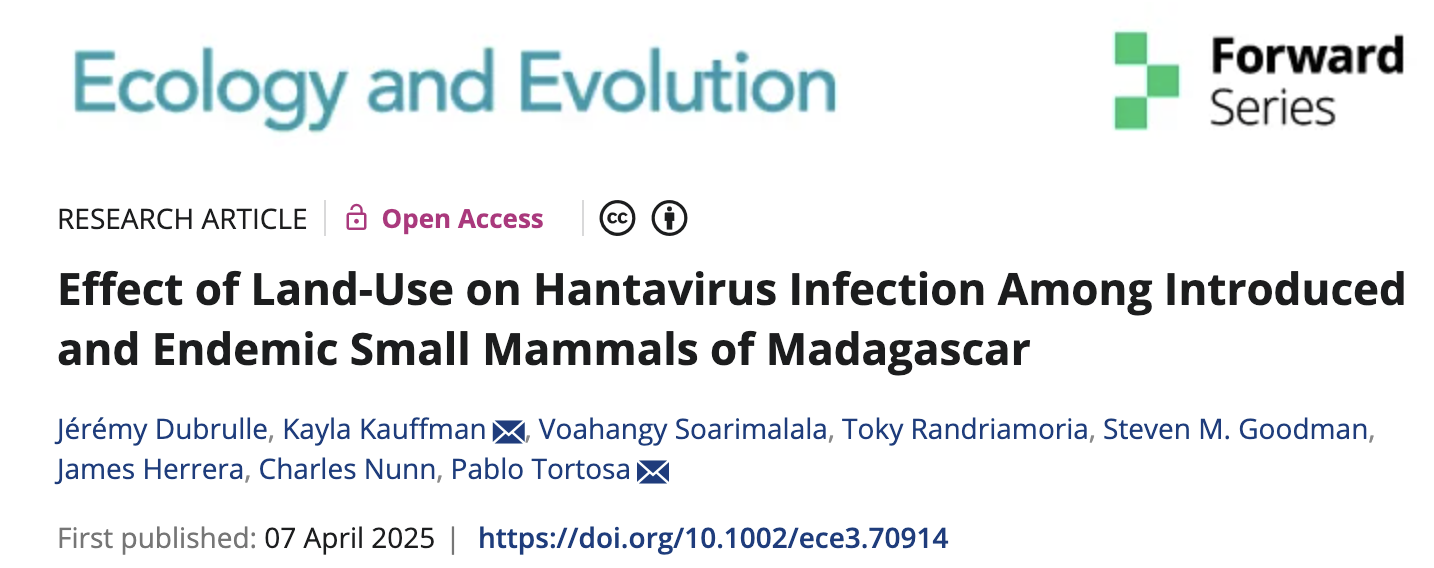 Ecology and Evolution
Forward
Series
RESEARCH ARTICLE | Open Access | cc
Effect of Land-Use on Hantavirus Infection Among Introduced
and Endemic Small Mammals of Madagascar
Jérémy Dubrulle, Kayla Kauffman, Voahangy Soarimalala, Toky Randriamoria, Steven M. Goodman,
James Herrera, Charles Nunn, Pablo Tortosa
First published: 07 April 2025 | https://doi.org/10.1002/ece3.70914